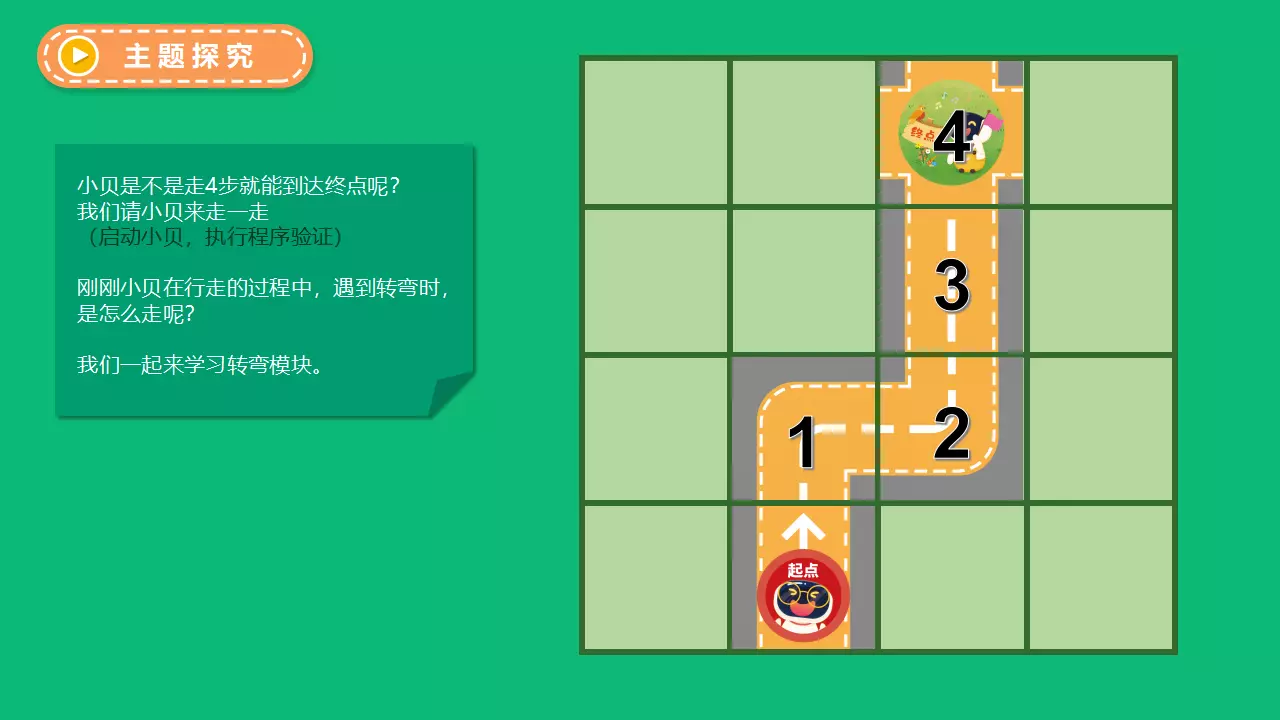 主题探究
小贝是不是走4步就能到达终点呢?
我们请小贝来走一走
（启动小贝，执行程序验证）
刚刚小贝在行走的过程中，遇到转弯时，
是怎么走呢?
我们一起来学习转弯模块。
终点
4
3
1
2
起点